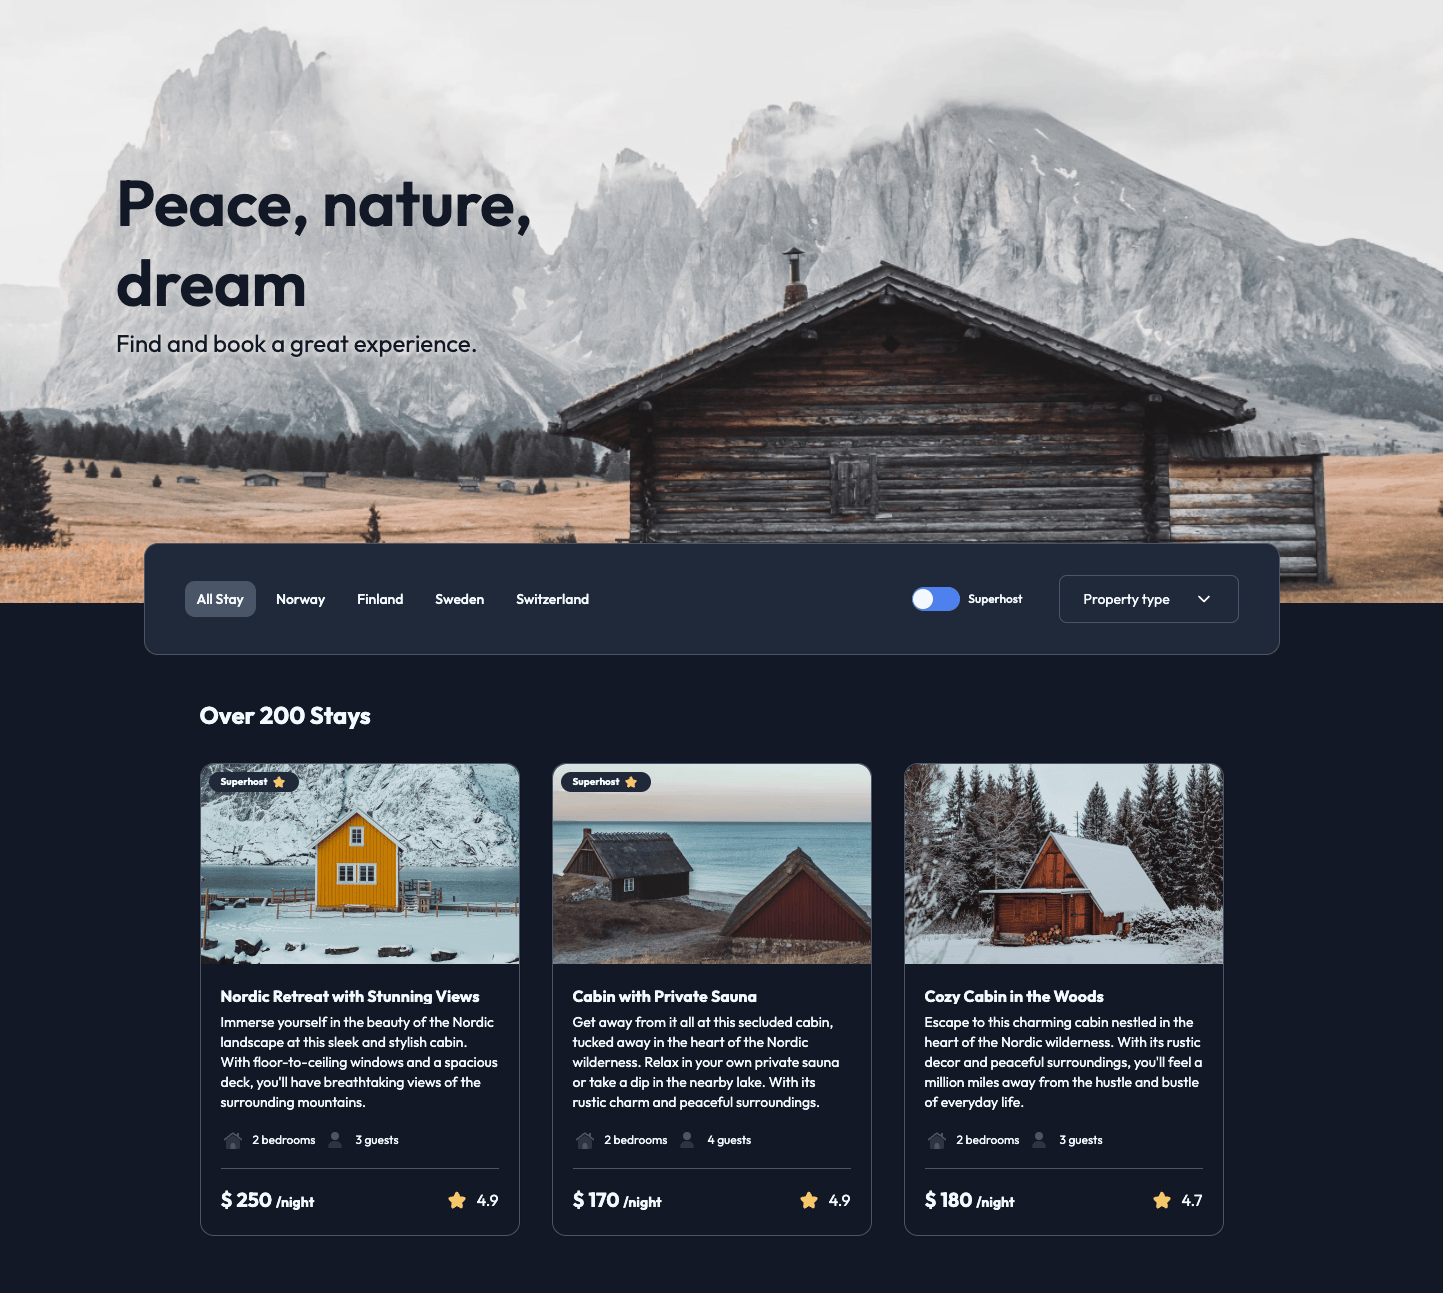 Peace, nature,
dream
Find and book a great experience.
All Stay
Norway
Finland
Sweden
Switzerland
Superhost
Property type
Over 200 Stays
Superhost
Nordic Retreat with Stunning Views
Immerse yourself in the beauty of the Nordic
landscape at this sleek and stylish cabin.
With floor-to-ceiling windows and a spacious
deck, you'll have breathtaking views of the
surrounding mountains.
2 bedrooms
3 guests
$ 250 /night
4.9
Superhost
Cabin with Private Sauna
Get away from it all at this secluded cabin,
tucked away in the heart of the Nordic
wilderness. Relax in your own private sauna
or take a dip in the nearby lake. With its
rustic charm and peaceful surroundings.
2 bedrooms
4 guests
$ 170 /night
4.9
Cozy Cabin in the Woods
Escape to this charming cabin nestled in the
heart of the Nordic wilderness. With its rustic
decor and peaceful surroundings, you'll feel a
million miles away from the hustle and bustle
of everyday life.
2 bedrooms
3 guests
$ 180 /night
4.7